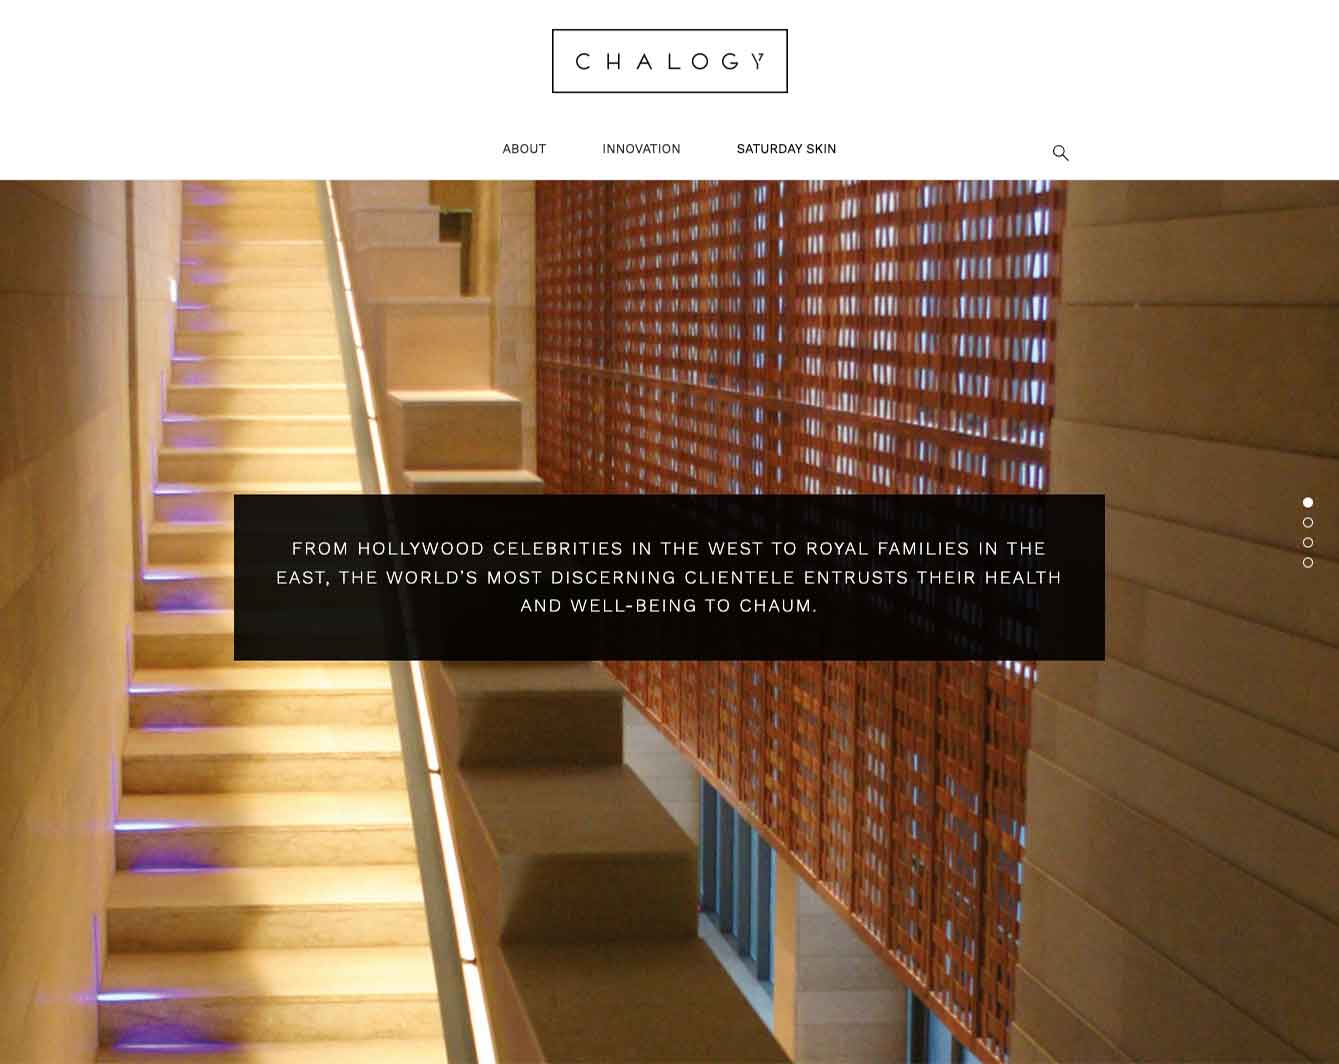 CHALOGY
ABOUT INNOVATION SATURDAY SKIN
FROM HOLLYWOOD CELEBRITIES IN THE WEST TO ROYAL FAMILIES IN THE
EAST, THE WORLD’S MOST DISCERNING CLIENTELE ENTRUSTS THEIR HEALTH
AND WELL-BEING TO CHAUM.